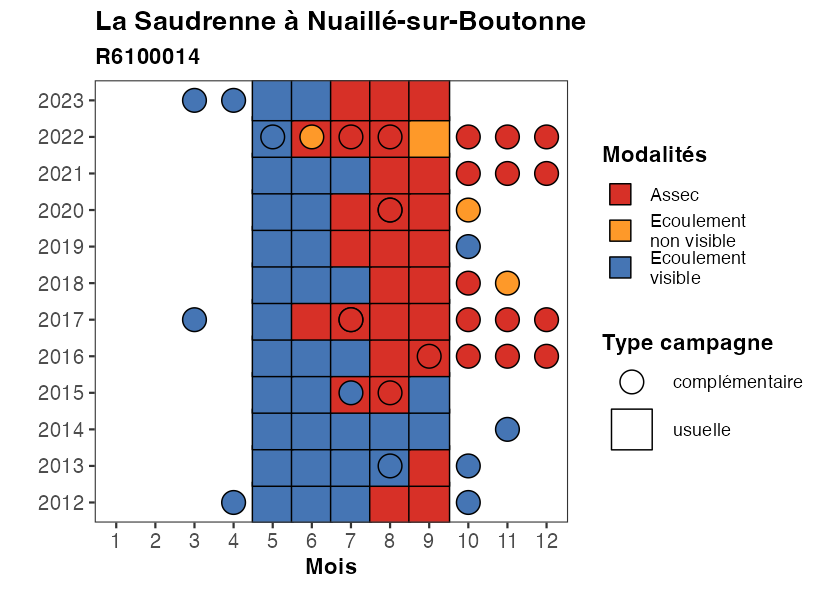 La Saudrenne à Nuaillé-sur-Boutonne
R6100014
2023
2022
2021
2020
2019
2018
2017
2016
2015
2014
2013
2012
1 2 3 4 5 6 7 8 9 10 11 12
Mois
Modalités
Assec
Ecoulement
non visible
Ecoulement
visible
Type campagne
complémentaire
usuelle